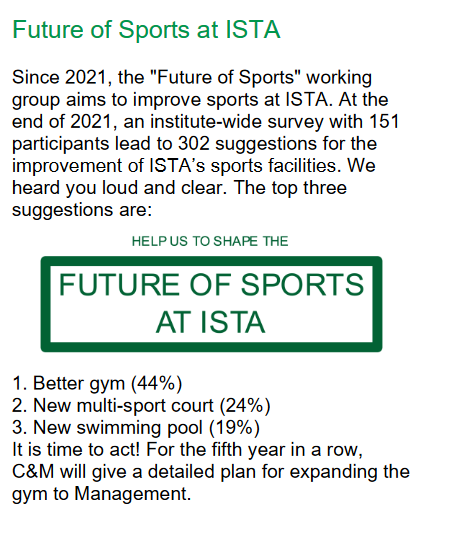 Future of Sports at ISTA
Since 2021, the "Future of Sports" working
group aims to improve sports at ISTA. At the
end of 2021, an institute-wide survey with 151
participants lead to 302 suggestions for the
improvement of ISTA’s sports facilities. We
heard you loud and clear. The top three
suggestions are:
HELP US TO SHAPE THE
FUTURE OF SPORTS
AT ISTA
1. Better gym (44%)
2. New multi-sport court (24%)
3. New swimming pool (19%)
It is time to act! For the fifth year in a row,
C&M will give a detailed plan for expanding the
gym to Management.